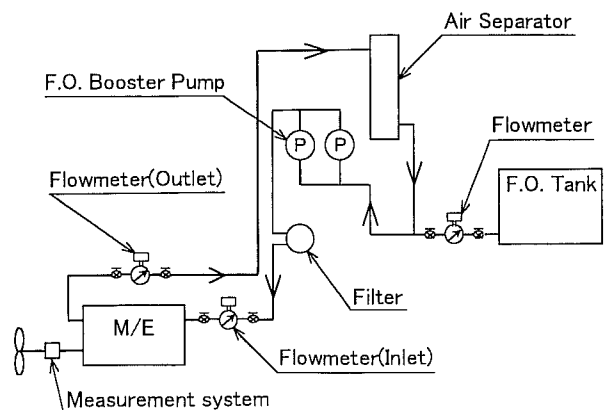 Air Separator
F.O. Booster Pump
Flowmeter
P
P
Flowmeter(Outlet)
F.O. Tank
Filter
M/E
Flowmeter(Inlet)
Measurement system